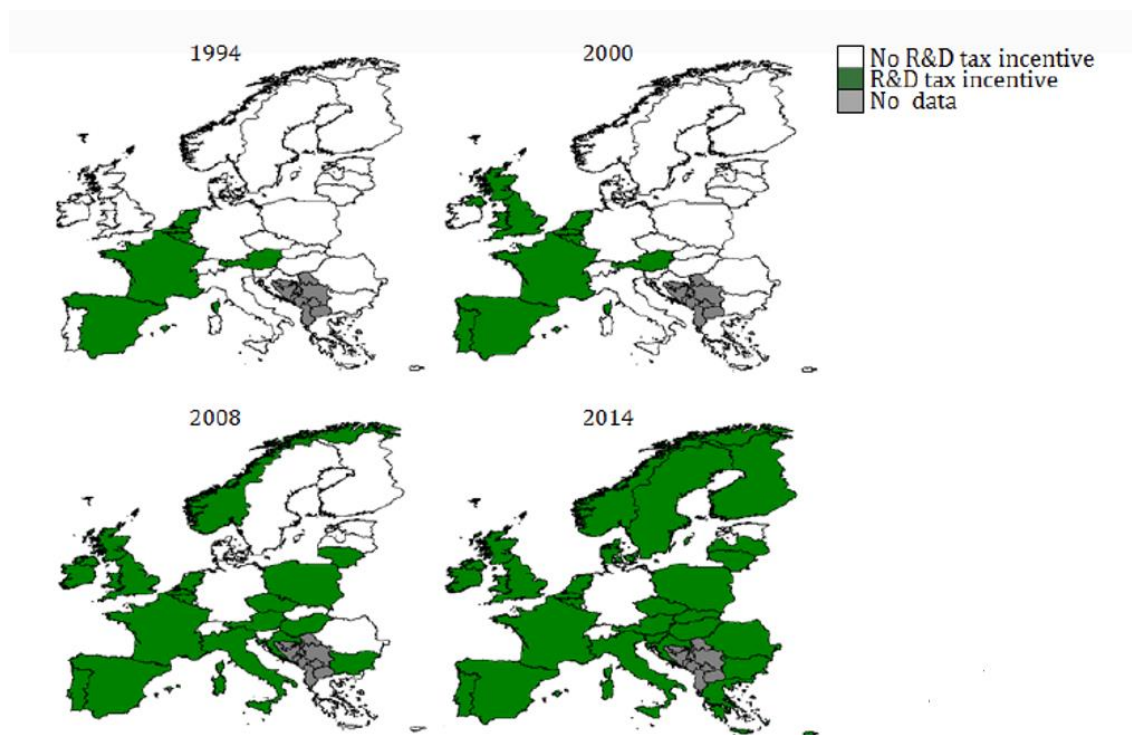 1994
2000
No R&D tax incentive
R&D tax incentive
No data
2008
2014